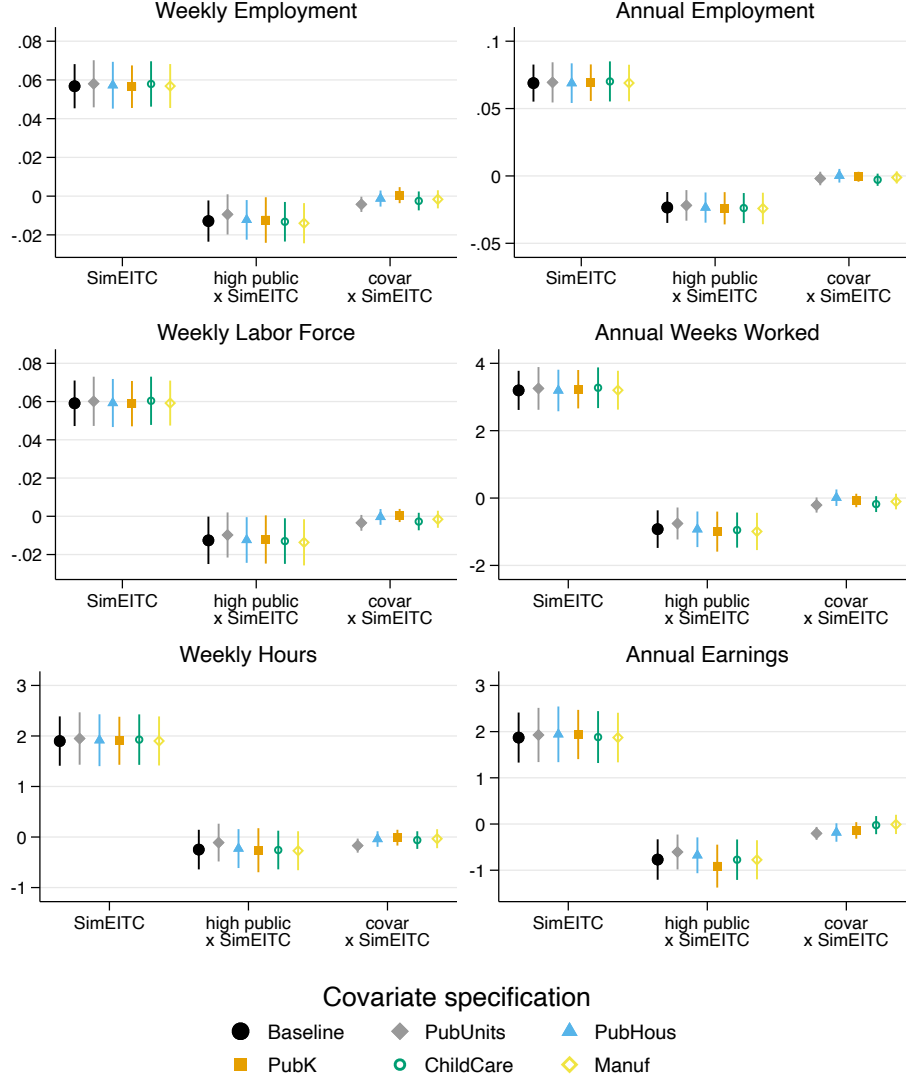 Weekly Employment
.08
.06
.04
.02
0
-.02
SimEITC
high public
x SimEITC
covar
x SimEITC
Annual Employment
.1
.05
0
-.05
SimEITC
high public
x SimEITC
covar
x SimEITC
Weekly Labor Force
.08
.06
.04
.02
0
-.02
SimEITC
high public
x SimEITC
covar
x SimEITC
Annual Weeks Worked
4
2
0
-2
SimEITC
high public
x SimEITC
covar
x SimEITC
Weekly Hours
3
2
1
0
-1
SimEITC
high public
x SimEITC
covar
x SimEITC
Annual Earnings
3
2
1
0
-1
SimEITC
high public
x SimEITC
covar
x SimEITC
Covariate specification
Baseline PubUnits PubHous
PubK ChildCare Manuf